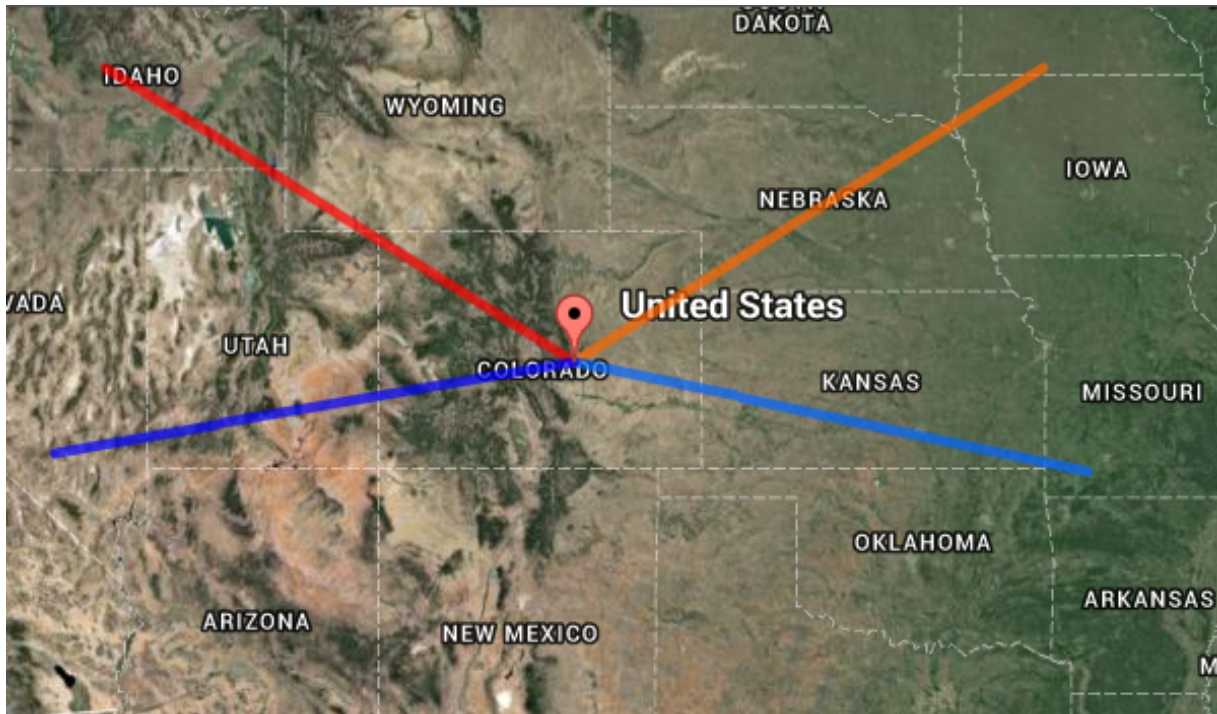 DAKOTA
IDAHO
WYOMING
IOWA
NEBRASKA
VADA
United States
UTAH
COLORADO
KANSAS
MISSOURI
OKLAHOMA
ARKANSAS
ARIZONA
NEW MEXICO
M